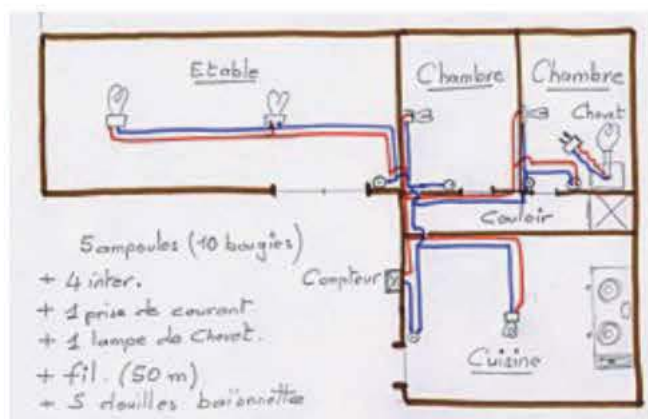 Etable
Chambre
Chambre
Chevet
Couloir
Compteur
Cuisine
5 ampoules (10 bougies)
+ 4 inter.
+ 1 prise de courant
+ 1 lampe de Chevet.
+ fil. (50 m)
+ 5 douilles baïonnette